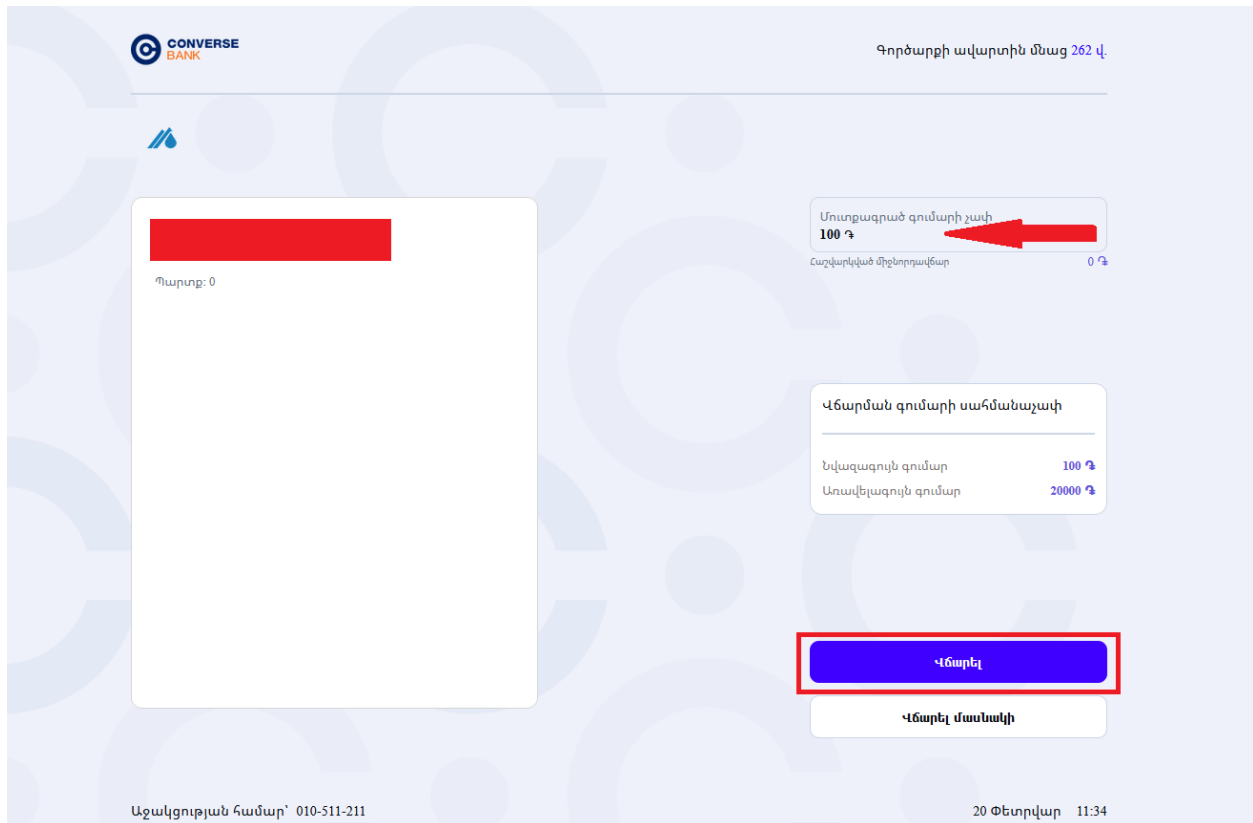 CONVERSE
BANK
Գործարքի ավարտին մնաց 262 վ.
Պարտք: 0
Մուտքագրած գումարի չափ
100 ֏
Հաշվարկված միջնորդավճար 0 ֏
Վճարման գումարի սահմանաչափ
Նվազագույն գումար 100 ֏
Առավելագույն գումար 20000 ֏
Վճարել
Վճարել մասնակի
Աջակցության համար՝ 010-511-211
20 Փետրվար 11:34